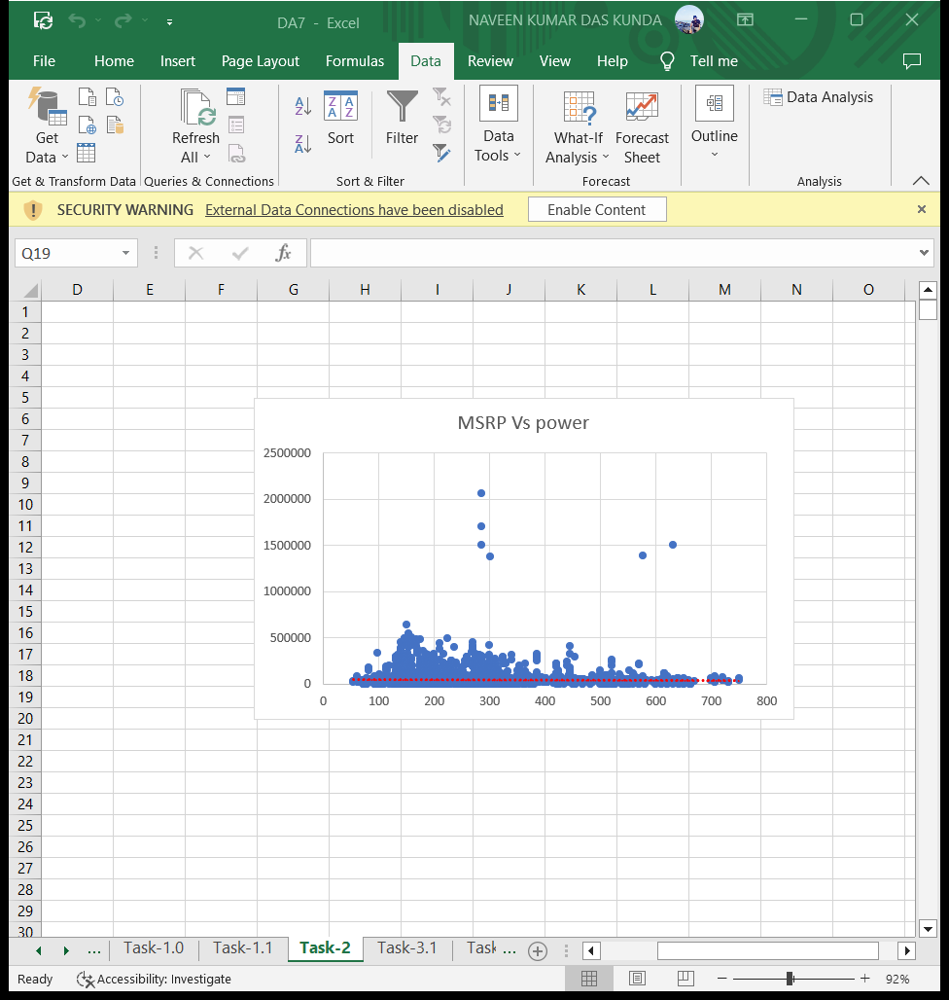 DA7 - Excel
NAVEEN KUMAR DAS KUNDA
File Home Insert Page Layout Formulas Data Review View Help Tell me
Get Data
Refresh All
Sort
Filter
Data Tools
What-If Analysis
Forecast Sheet
Outline
Data Analysis
Get & Transform Data Queries & Connections Sort & Filter Forecast Analysis
SECURITY WARNING External Data Connections have been disabled Enable Content
Q19 fx
D E F G H I J K L M N O
1
2
3
4
5
6
7
8
9
10
11
12
13
14
15
16
17
18
19
20
21
22
23
24
25
26
27
28
29
30
MSRP Vs power
2500000
2000000
1500000
1000000
500000
0
0 100 200 300 400 500 600 700 800
... Task-1.0 Task-1.1 Task-2 Task-3.1 Task ...
Ready Accessibility: Investigate 92%